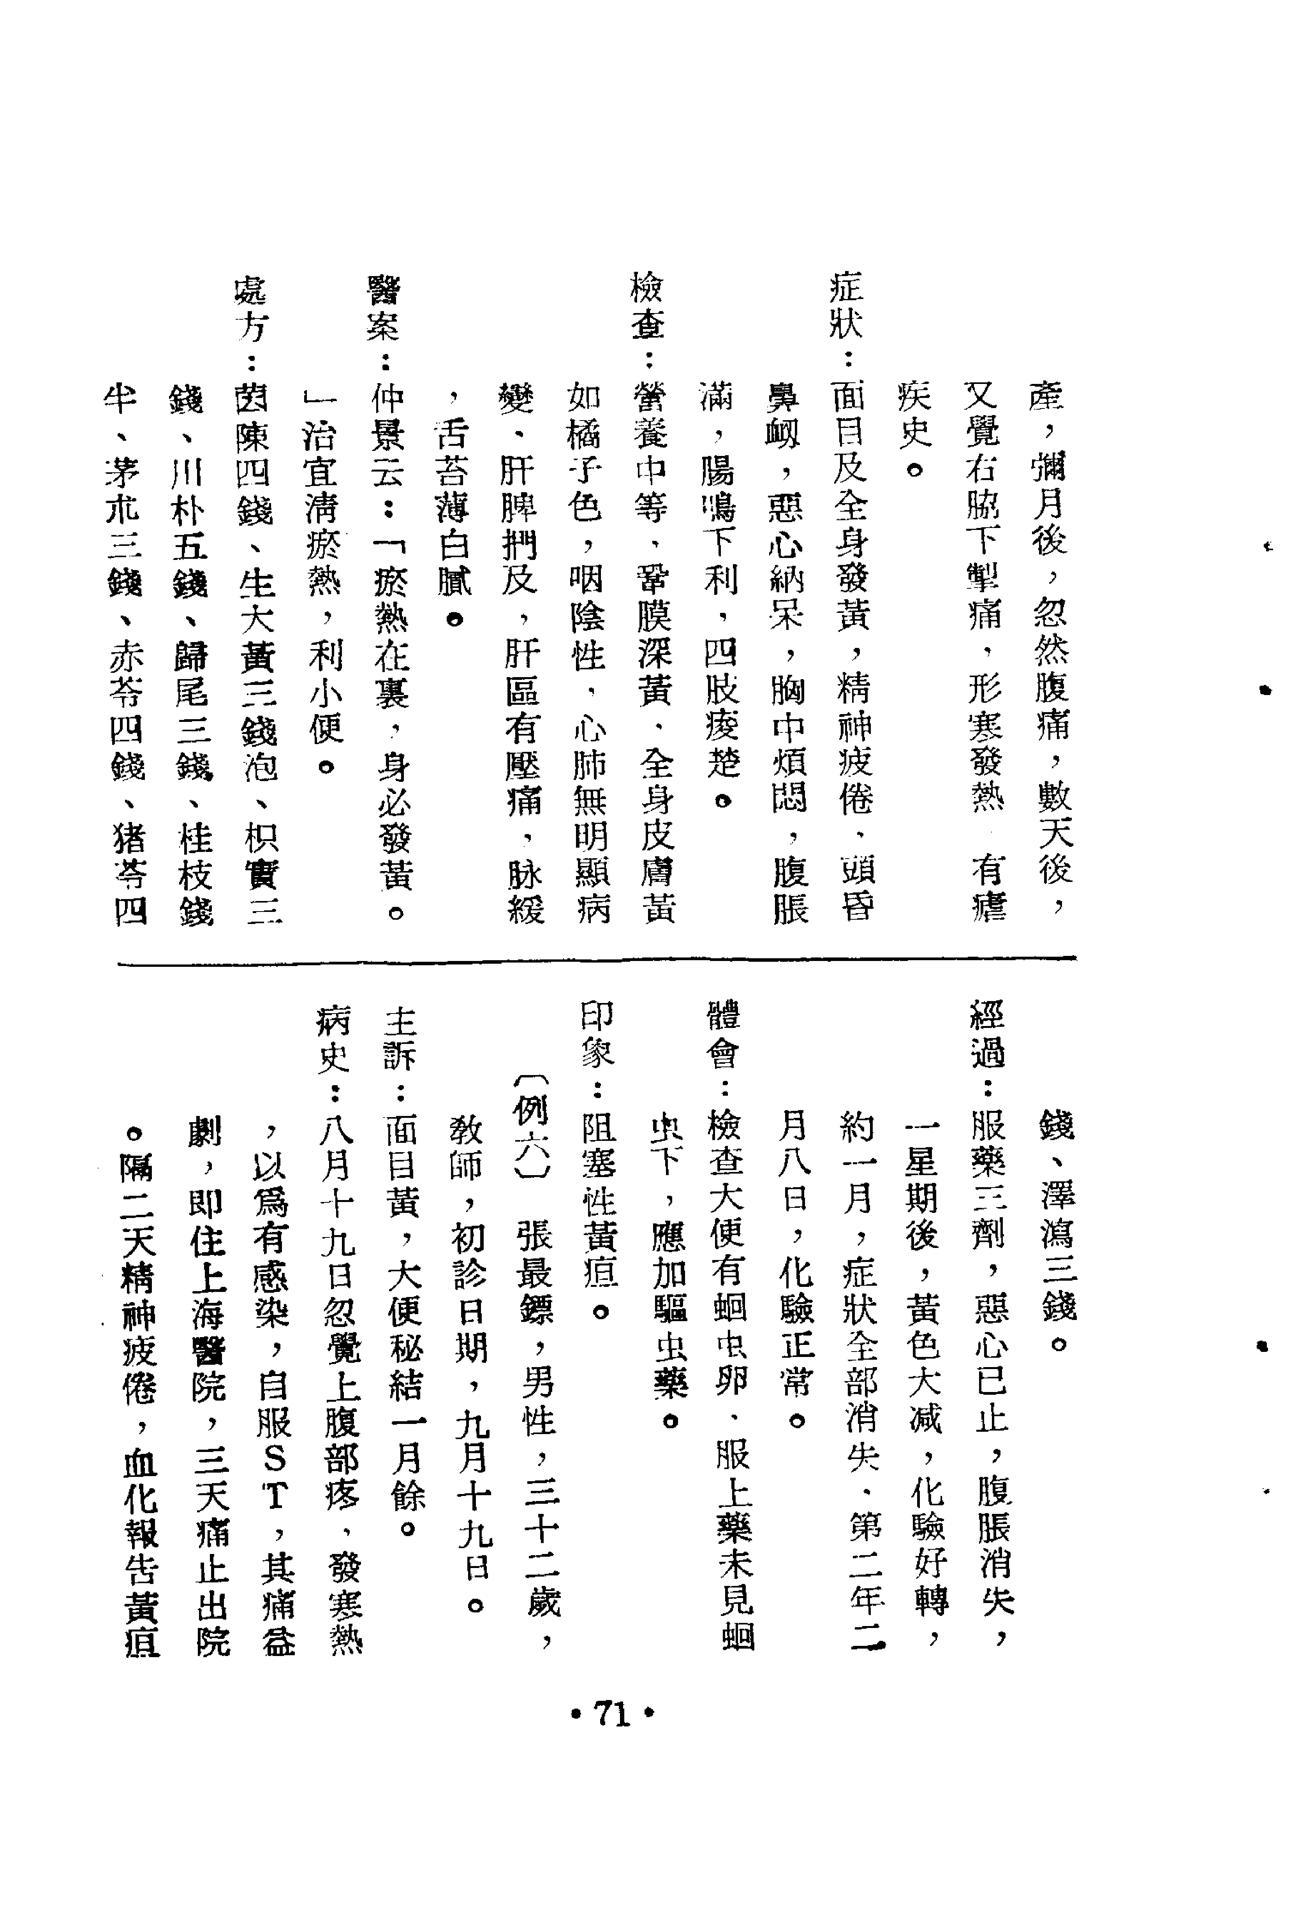 產，彌月後，忽然腹痛，數天後，
又覺右脇下掣痛，形寒發熱 有瘧
疾史。
症狀：面目及全身發黃，精神疲倦、頭昏
鼻衂，惡心納呆，胸中煩悶，腹脹
滿，腸鳴下利，四肢痠楚。
檢查：營養中等、鞏膜深黃、全身皮膚黃
如橘子色，咽陰性，心肺無明顯病
變、肝脾捫及，肝區有壓痛，脉緩
，舌苔薄白膩。
醫案：仲景云：「瘀熱在裏，身必發黃。
」治宜清瘀熱，利小便。
處方：茵陳四錢、生大黃三錢泡、枳實三
錢、川朴五錢、歸尾三錢、桂枝錢
半、茅朮三錢、赤苓四錢、猪苓四
錢、澤瀉三錢。
經過：服藥三劑，惡心已止，腹脹消失，
一星期後，黃色大减，化驗好轉，
約一月，症狀全部消失、第二年二
月八日，化驗正常。
體會：檢查大便有蛔虫卵、服上藥未見蛔
虫下，應加驅虫藥。
印象：阻塞性黃疸。
〔例六〕 張最鏢，男性，三十二歲，
敎師，初診日期，九月十九日。
主訴：面目黃，大便秘結一月餘。
病史：八月十九日忽覺上腹部疼、發寒熱
，以爲有感染，自服ST，其痛益
劇，即住上海醫院，三天痛止出院
。隔二天精神疲倦，血化報告黃疸
•71•